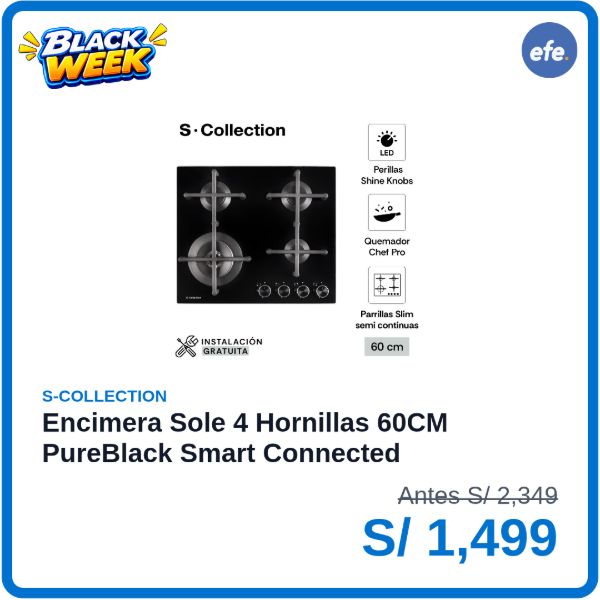 BLACK
WEEK
efe.
S·Collection
LED
Perillas
Shine Knobs
Quemador
Chef Pro
Parrillas Slim
semi continuas
60 cm
INSTALACIÓN
GRATUITA
S-COLLECTION
Encimera Sole 4 Hornillas 60CM
PureBlack Smart Connected
Antes S/ 2,349
S/ 1,499